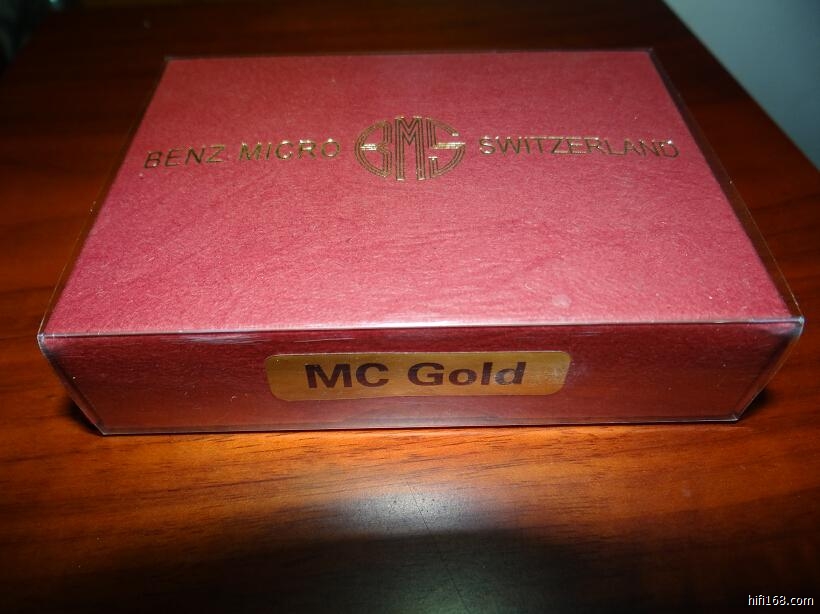 BENZ MICRO BMS SWITZERLAND
MC Gold
hifi168.com